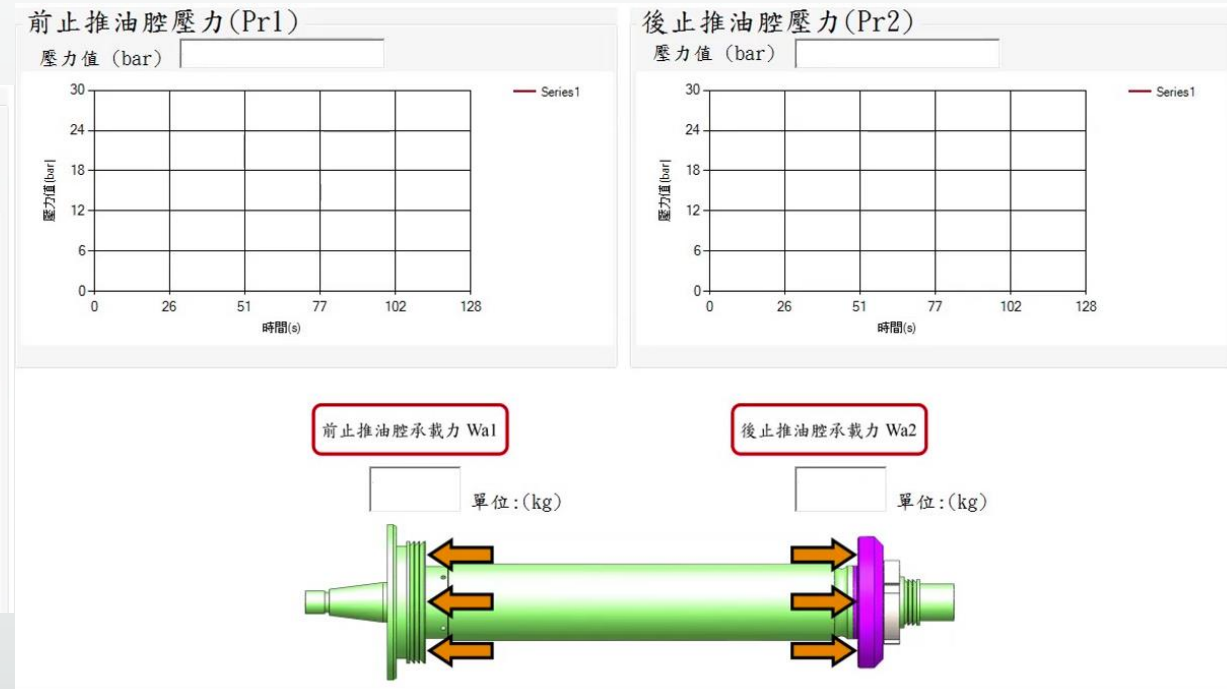 前止推油腔壓力(Pr1)
壓力值 (bar)
30
24
18
12
6
0
壓力值(bar)
0 26 51 77 102 128
時間(s)
Series1
後止推油腔壓力(Pr2)
壓力值 (bar)
30
24
18
12
6
0
壓力值(bar)
0 26 51 77 102 128
時間(s)
Series1
前止推油腔承載力 Wa1
單位:(kg)
後止推油腔承載力 Wa2
單位:(kg)